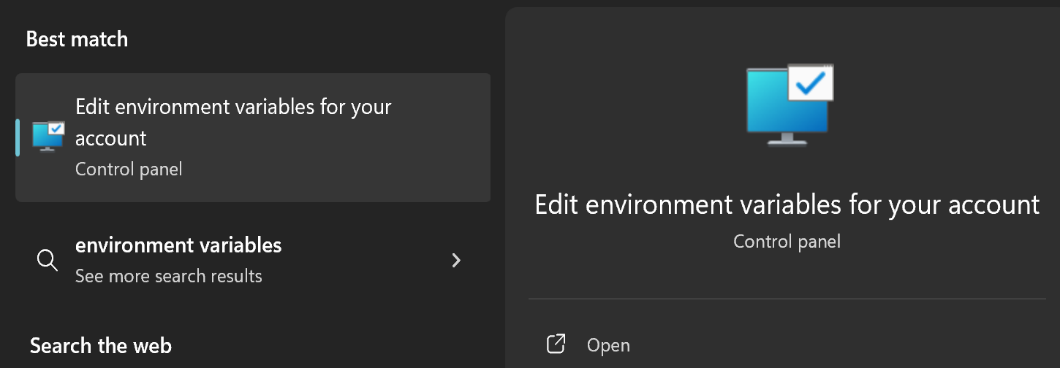 Best match
Edit environment variables for your
account
Control panel
environment variables
See more search results
Search the web
Edit environment variables for your account
Control panel
Open